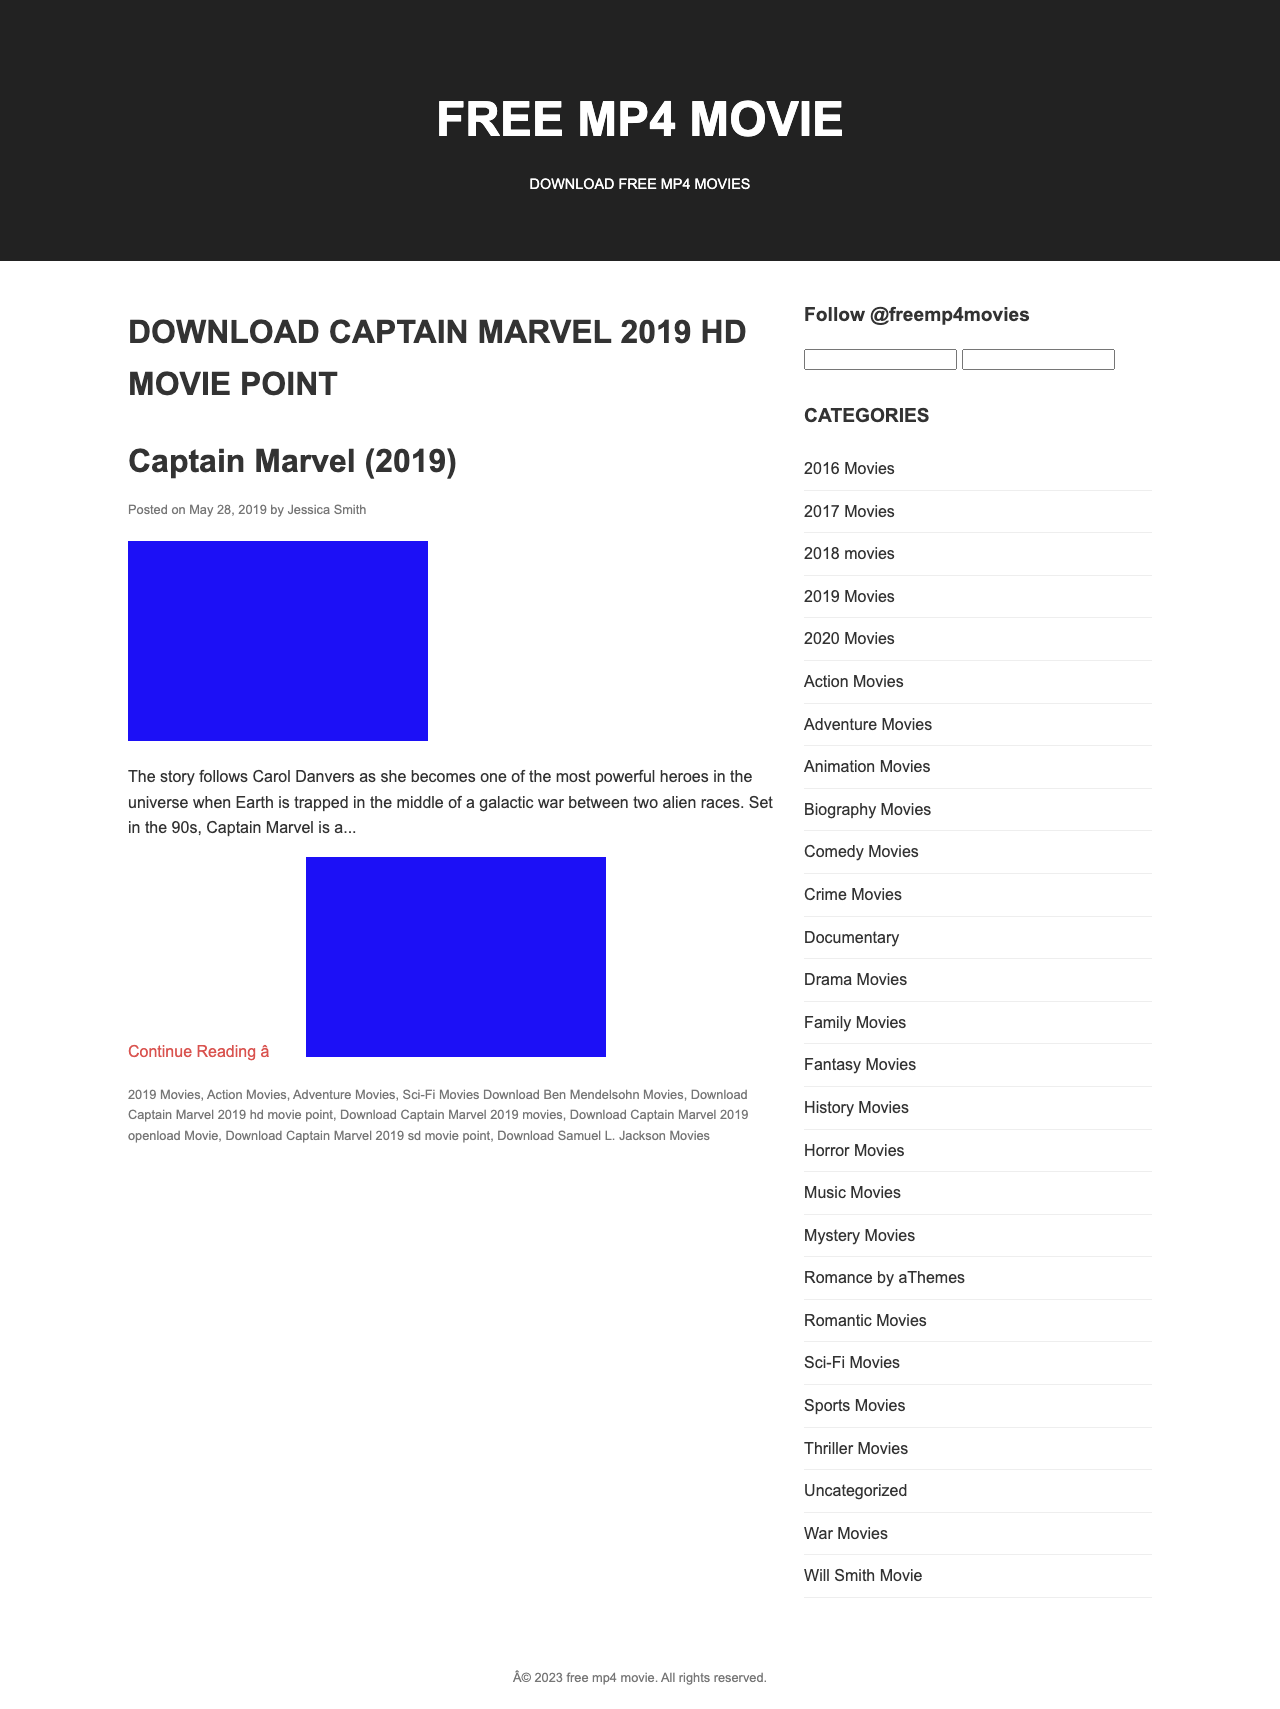 FREE MP4 MOVIE
DOWNLOAD FREE MP4 MOVIES
DOWNLOAD CAPTAIN MARVEL 2019 HD
MOVIE POINT
Captain Marvel (2019)
Posted on May 28, 2019 by Jessica Smith
The story follows Carol Danvers as she becomes one of the most powerful heroes in the
universe when Earth is trapped in the middle of a galactic war between two alien races. Set
in the 90s, Captain Marvel is a...
Continue Reading â
2019 Movies, Action Movies, Adventure Movies, Sci-Fi Movies Download Ben Mendelsohn Movies, Download
Captain Marvel 2019 hd movie point, Download Captain Marvel 2019 movies, Download Captain Marvel 2019
openload Movie, Download Captain Marvel 2019 sd movie point, Download Samuel L. Jackson Movies
Follow @freemp4movies
CATEGORIES
2016 Movies
2017 Movies
2018 movies
2019 Movies
2020 Movies
Action Movies
Adventure Movies
Animation Movies
Biography Movies
Comedy Movies
Crime Movies
Documentary
Drama Movies
Family Movies
Fantasy Movies
History Movies
Horror Movies
Music Movies
Mystery Movies
Romance by aThemes
Romantic Movies
Sci-Fi Movies
Sports Movies
Thriller Movies
Uncategorized
War Movies
Will Smith Movie
Â© 2023 free mp4 movie. All rights reserved.